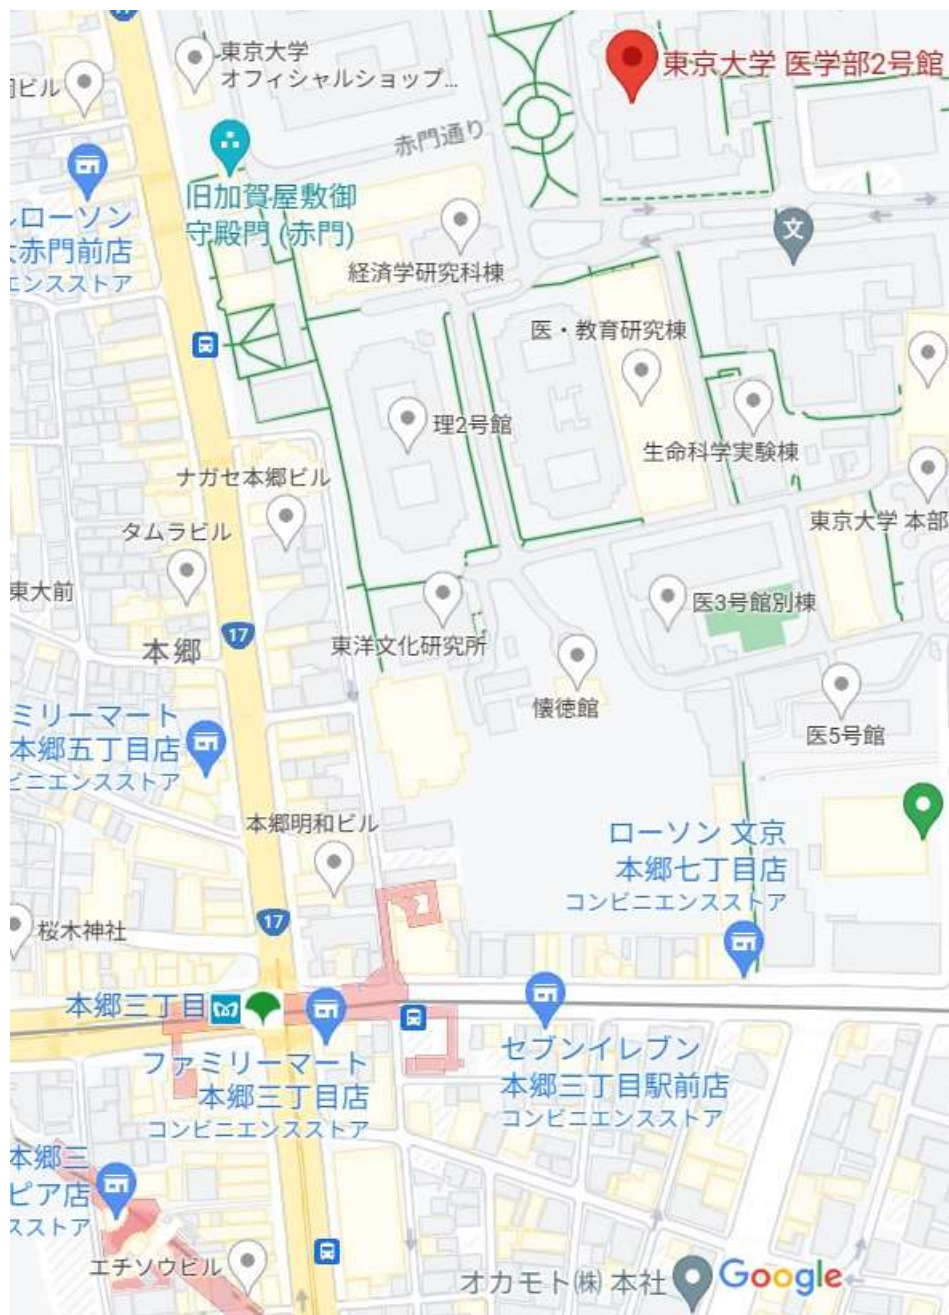 東京大学
オフィシャルショップ...
東京大学 医学部2号館
ビル
赤門通り
旧加賀屋敷御
守殿門 (赤門)
ローソン
赤門前店
エンスストア
文
経済学研究科棟
医・教育研究棟
理2号館
生命科学実験棟
ナガセ本郷ビル
タムラビル
東京大学 本部
東大前
17
本郷
医3号館別棟
東洋文化研究所
懐徳館
ミリーマート
本郷五丁目店
ビニエンスストア
医5号館
本郷明和ビル
ローソン 文京
本郷七丁目店
コンビニエンスストア
17
桜木神社
本郷三丁目
ファミリーマート
本郷三丁目店
コンビニエンスストア
セブンイレブン
本郷三丁目駅前店
コンビニエンスストア
本郷三
ピア店
スストア
エチソウビル
オカモト㈱ 本社
Google